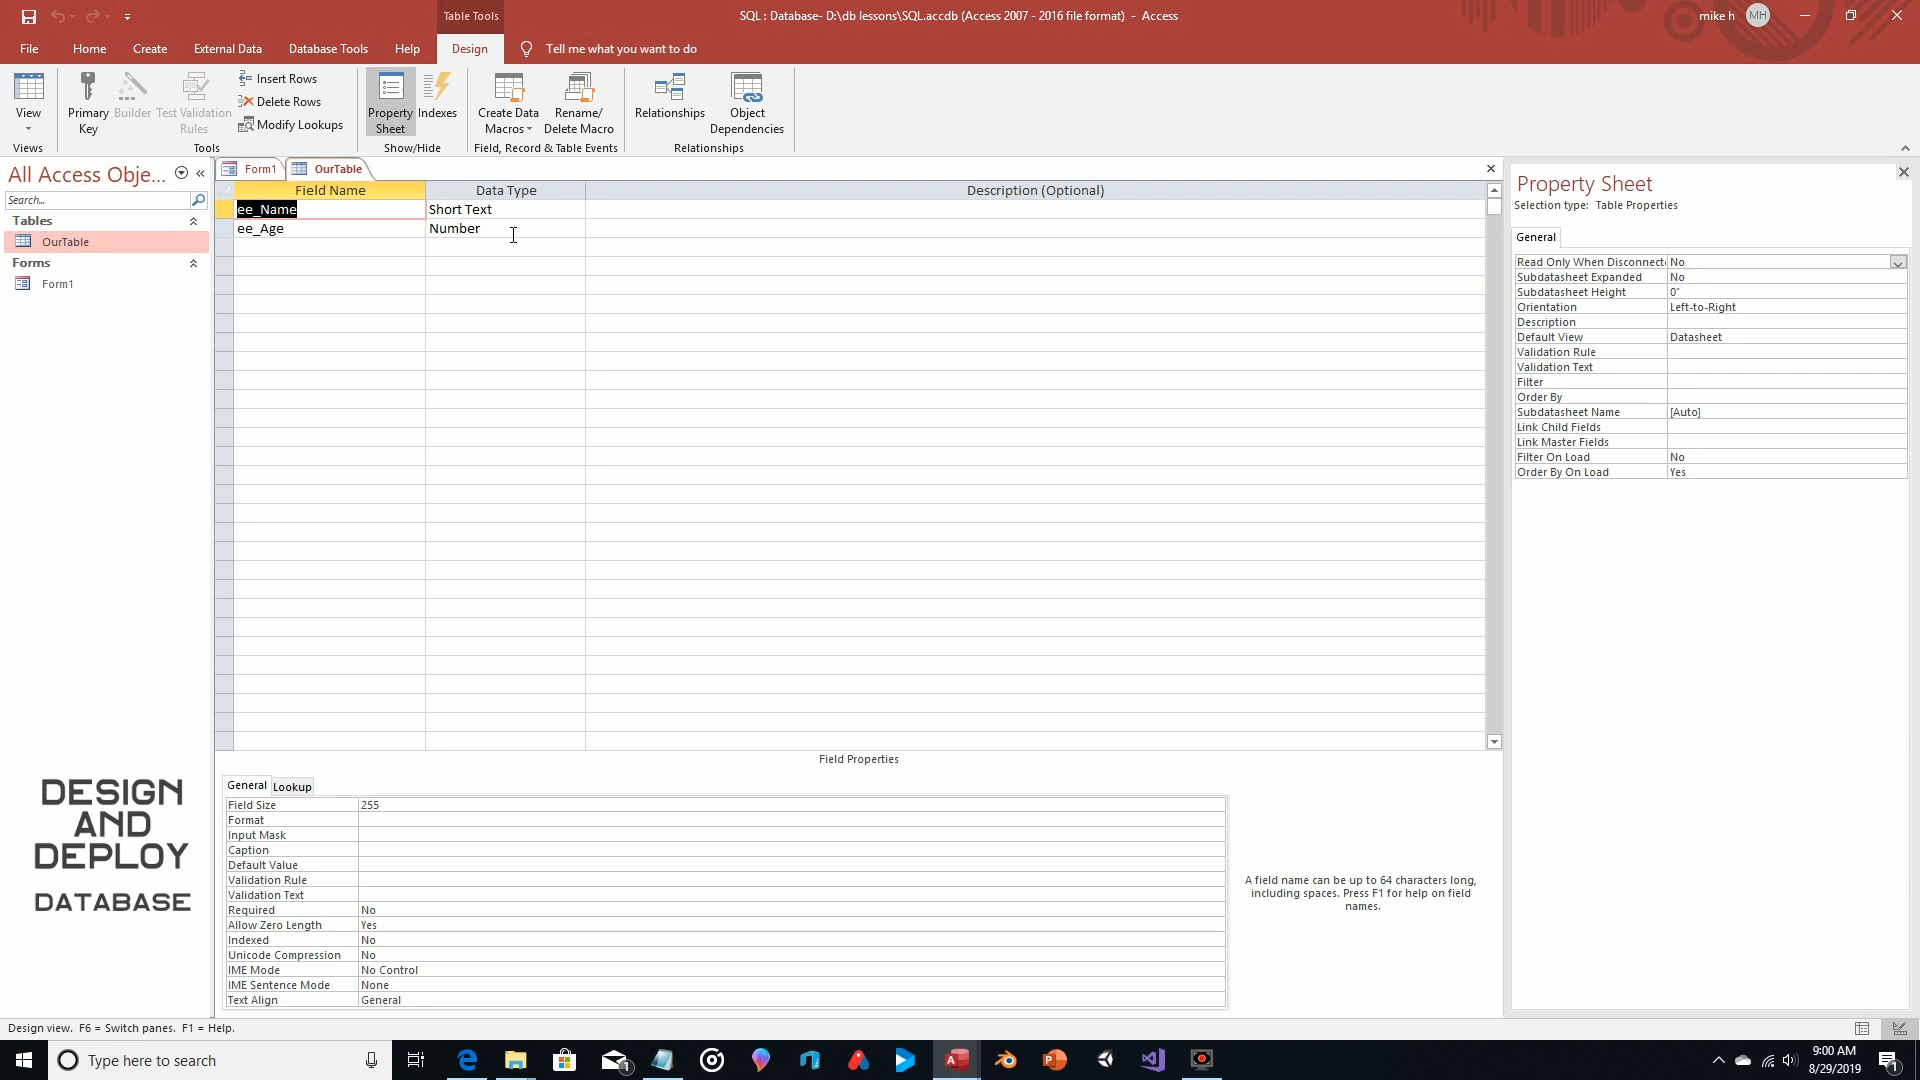 Table Tools
SQL : Database- D:\db lessons\SQL.accdb (Access 2007 - 2016 file format) - Access
mike h
MH
File
Home
Create
External Data
Database Tools
Help
Design
Tell me what you want to do
View
Primary
Key
Builder
Test Validation
Rules
Insert Rows
Delete Rows
Modify Lookups
Property
Sheet
Indexes
Create Data
Macros
Rename/
Delete Macro
Relationships
Object
Dependencies
Views
Tools
Show/Hide
Field, Record & Table Events
Relationships
All Access Obje...
Search...
Tables
OurTable
Forms
Form1
Form1
OurTable
Field Name
Data Type
Description (Optional)
ee_Name
Short Text
ee_Age
Number
Property Sheet
Selection type: Table Properties
General
Read Only When Disconnect
No
Subdatasheet Expanded
No
Subdatasheet Height
0"
Orientation
Left-to-Right
Description
Default View
Datasheet
Validation Rule
Validation Text
Filter
Order By
Subdatasheet Name
[Auto]
Link Child Fields
Link Master Fields
Filter On Load
No
Order By On Load
Yes
Field Properties
General
Lookup
Field Size
255
Format
Input Mask
Caption
Default Value
Validation Rule
Validation Text
Required
No
Allow Zero Length
Yes
Indexed
No
Unicode Compression
No
IME Mode
No Control
IME Sentence Mode
None
Text Align
General
A field name can be up to 64 characters long,
including spaces. Press F1 for help on field
names.
DESIGN
AND
DEPLOY
DATABASE
Design view. F6 = Switch panes. F1 = Help.
Type here to search
1
A
9:00 AM
8/29/2019
1